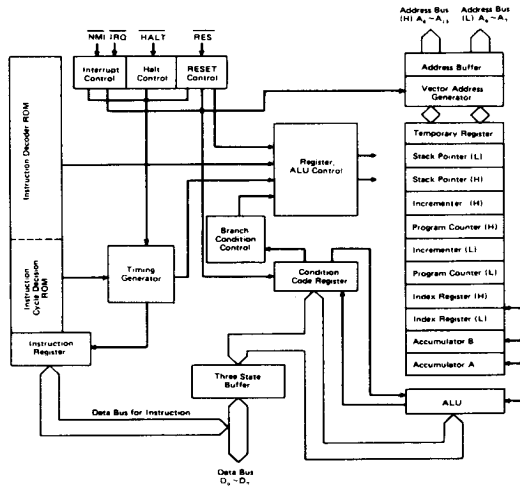 Address Bus
(H) A₈~A₁₅
Address Bus
(L) A₀~A₇
NMI IRQ HALT RES
Interrupt
Control
Halt
Control
RESET
Control
Address Buffer
Vector Address
Generator
Instruction Decoder ROM
Register,
ALU Control
Temporary Register
Stack Pointer (L)
Stack Pointer (H)
Incrementer (H)
Program Counter (H)
Incrementer (L)
Program Counter (L)
Index Register (H)
Index Register (L)
Accumulator B
Accumulator A
Branch
Condition
Control
Instruction
Cycle Decision
ROM
Timing
Generator
Condition
Code Register
Instruction
Register
Three State
Buffer
ALU
Data Bus for Instruction
Data Bus
D₀~D₇